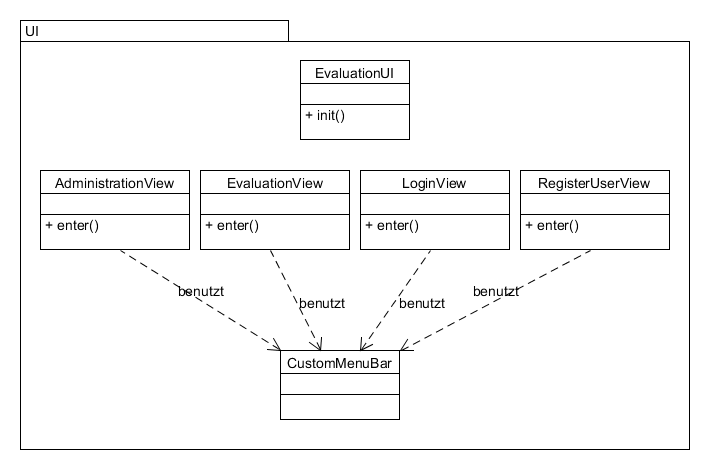 UI
EvaluationUI
+ init()
AdministrationView
+ enter()
EvaluationView
+ enter()
LoginView
+ enter()
RegisterUserView
+ enter()
benutzt
benutzt
benutzt
benutzt
CustomMenuBar